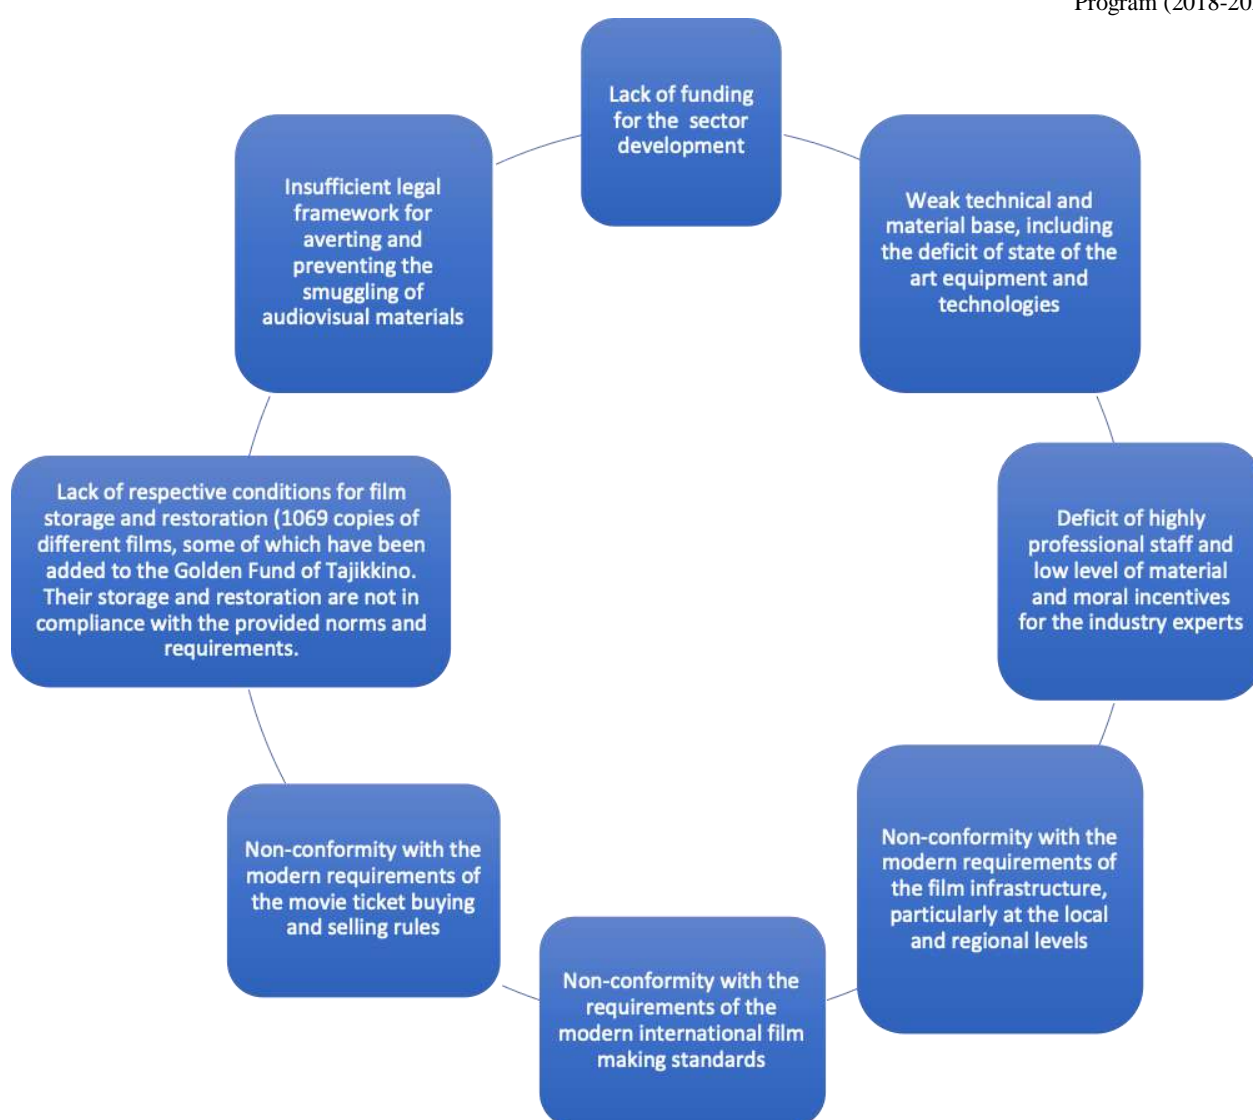 Program (2018-20
Lack of funding
for the sector
development
Weak technical and
material base, including
the deficit of state of the
art equipment and
technologies
Deficit of highly
professional staff and
low level of material
and moral incentives
for the industry experts
Non-conformity with the
modern requirements of
the film infrastructure,
particularly at the local
and regional levels
Non-conformity with the
requirements of the
modern international film
making standards
Non-conformity with the
modern requirements of
the movie ticket buying
and selling rules
Lack of respective conditions for film
storage and restoration (1069 copies of
different films, some of which have been
added to the Golden Fund of Tajikkino.
Their storage and restoration are not in
compliance with the provided norms and
requirements.
Insufficient legal
framework for
averting and
preventing the
smuggling of
audiovisual materials